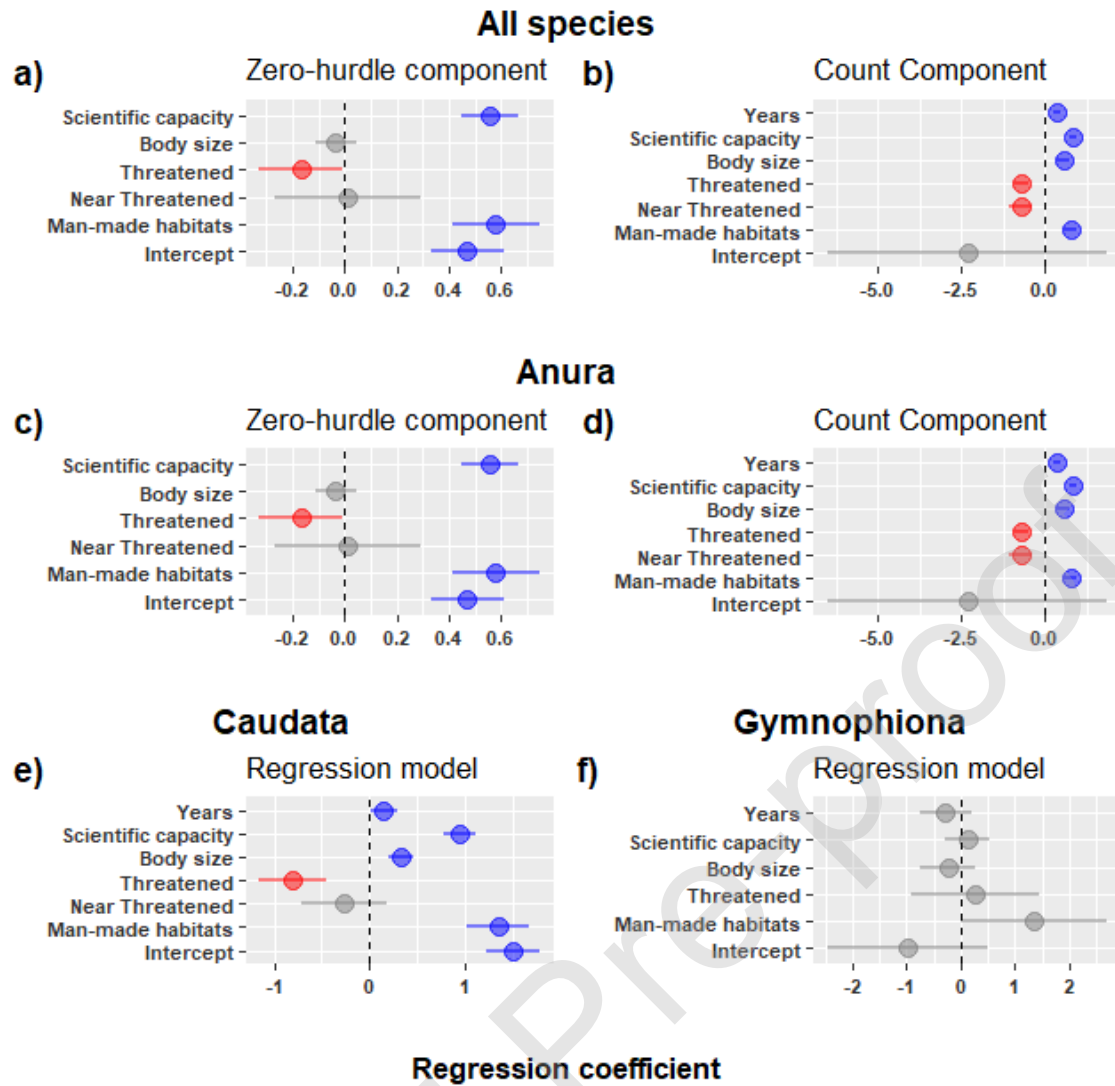 All species
a)
Zero-hurdle component
Scientific capacity
Body size
Threatened
Near Threatened
Man-made habitats
Intercept
-0.2 0.0 0.2 0.4 0.6
b)
Count Component
Years
Scientific capacity
Body size
Threatened
Near Threatened
Man-made habitats
Intercept
-5.0 -2.5 0.0
Anura
c)
Zero-hurdle component
Scientific capacity
Body size
Threatened
Near Threatened
Man-made habitats
Intercept
-0.2 0.0 0.2 0.4 0.6
d)
Count Component
Years
Scientific capacity
Body size
Threatened
Near Threatened
Man-made habitats
Intercept
-5.0 -2.5 0.0
Caudata
e)
Regression model
Years
Scientific capacity
Body size
Threatened
Near Threatened
Man-made habitats
Intercept
-1 0 1
Gymnophiona
f)
Regression model
Years
Scientific capacity
Body size
Threatened
Man-made habitats
Intercept
-2 -1 0 1 2
Regression coefficient
Pre-proof